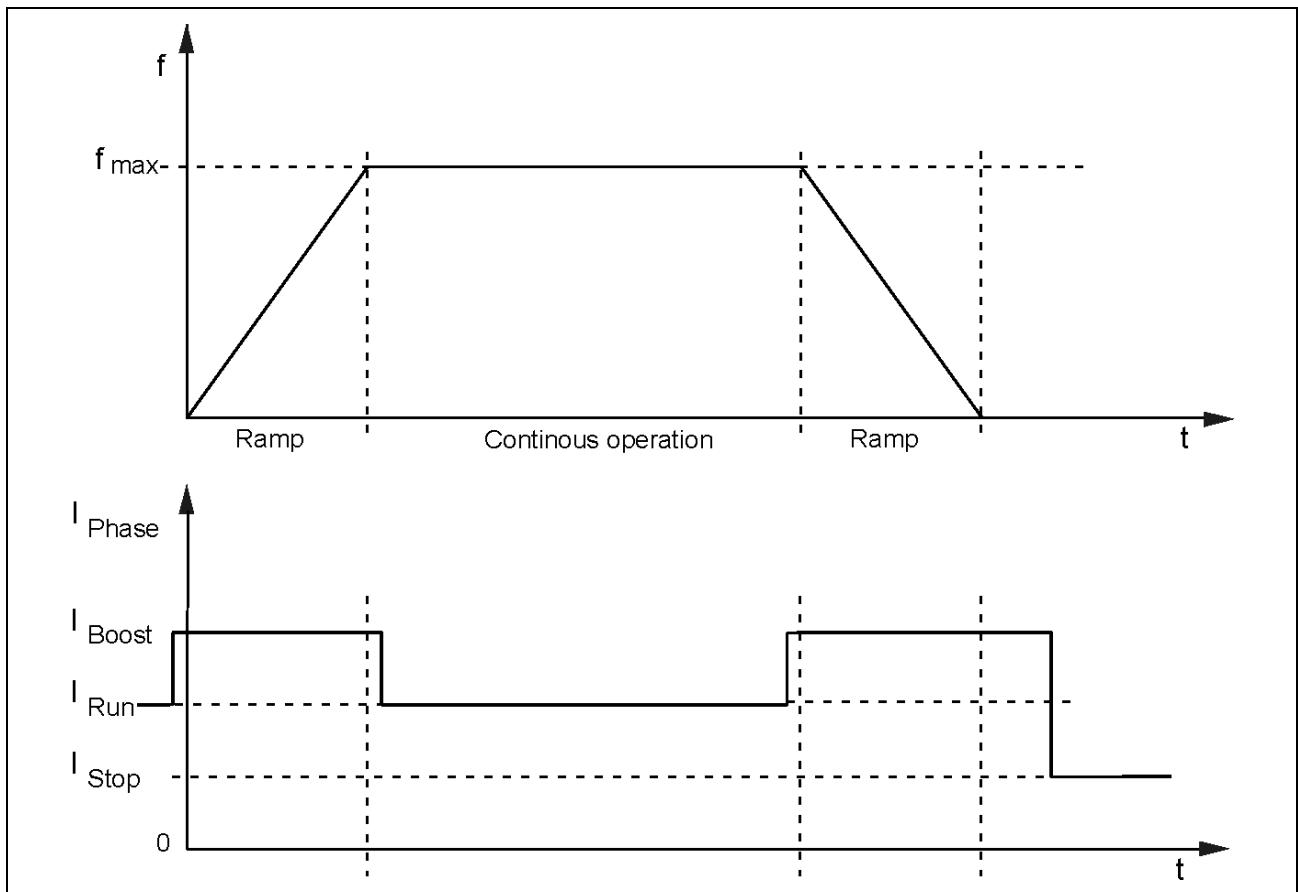 f
f max
Ramp Continous operation Ramp
t
I Phase
I Boost
I Run
I Stop
0
t